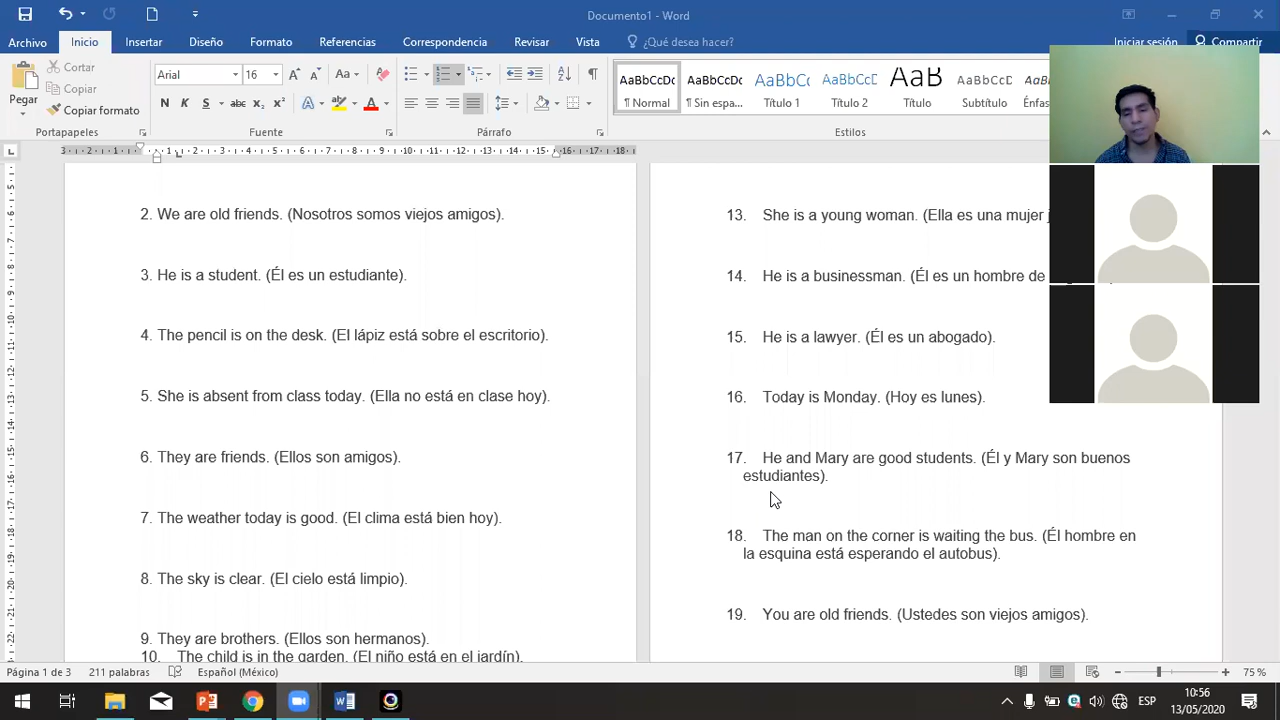 Documento1 - Word
Archivo Inicio Insertar Diseño Formato Referencias Correspondencia Revisar Vista ¿Qué desea hacer? Iniciar sesión Compartir
Pegar
Cortar
Copiar
Copiar formato
Portapapeles
Arial 16
Aa
N K S abc x₂ x²
Fuente
Párrafo
AaBbCcDc AaBbCcDc AaBbCc AaBbCcD AaB AaBbCcD
¶ Normal ¶ Sin espa... Título 1 Título 2 Título Subtítulo Énfas
Estilos
2. We are old friends. (Nosotros somos viejos amigos).
3. He is a student. (Él es un estudiante).
4. The pencil is on the desk. (El lápiz está sobre el escritorio).
5. She is absent from class today. (Ella no está en clase hoy).
6. They are friends. (Ellos son amigos).
7. The weather today is good. (El clima está bien hoy).
8. The sky is clear. (El cielo está limpio).
9. They are brothers. (Ellos son hermanos).
10. The child is in the garden. (El niño está en el jardín).
13. She is a young woman. (Ella es una mujer
14. He is a businessman. (Él es un hombre de
15. He is a lawyer. (Él es un abogado).
16. Today is Monday. (Hoy es lunes).
17. He and Mary are good students. (Él y Mary son buenos
estudiantes).
18. The man on the corner is waiting the bus. (Él hombre en
la esquina está esperando el autobus).
19. You are old friends. (Ustedes son viejos amigos).
Página 1 de 3 211 palabras Español (México) 75 %
ESP
10:56
13/05/2020